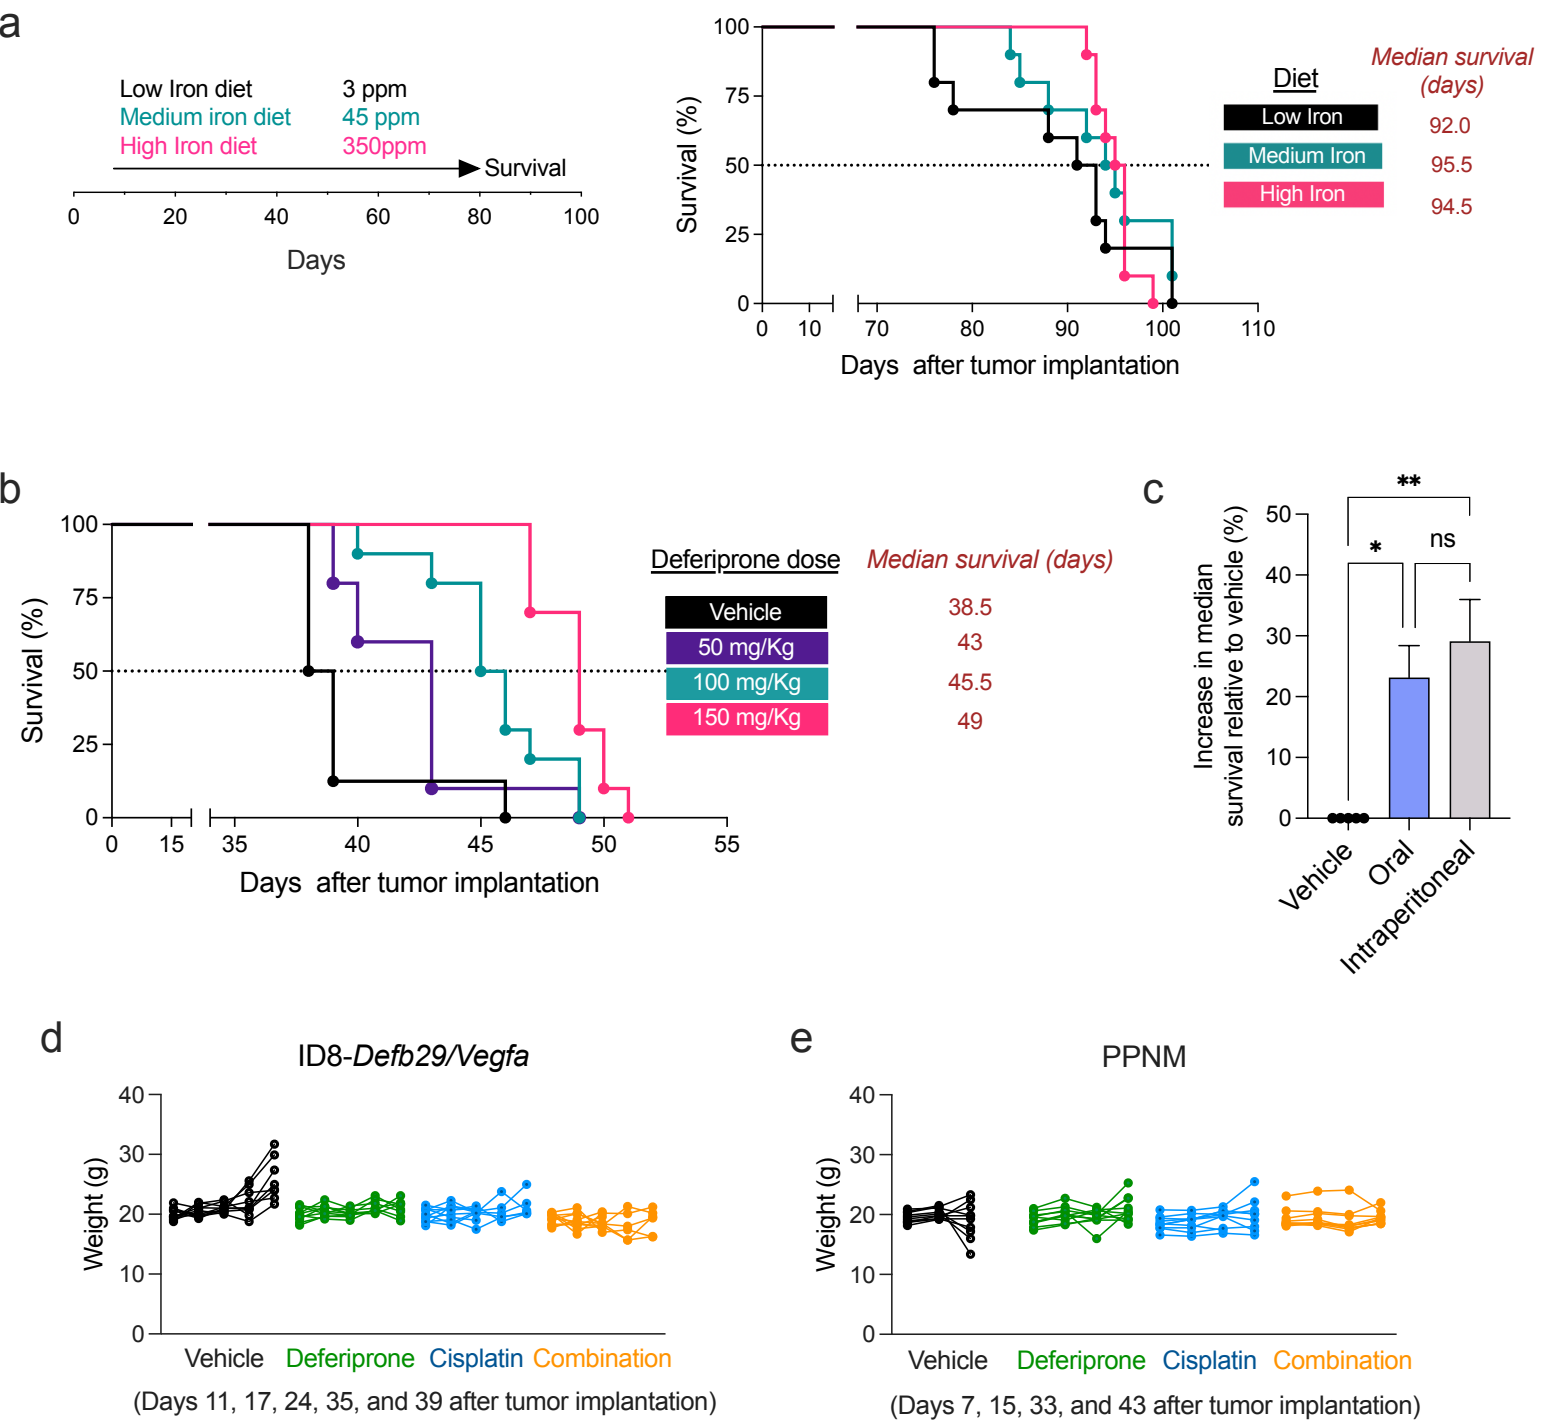 a
Low Iron diet 3 ppm
Medium iron diet 45 ppm
High Iron diet 350ppm
Survival
0 20 40 60 80 100
Days
Survival (%)
100
75
50
25
0
0 10 70 80 90 100 110
Days after tumor implantation
Diet
Median survival
(days)
Low Iron 92.0
Medium Iron 95.5
High Iron 94.5
b
Survival (%)
100
75
50
25
0
0 15 35 40 45 50 55
Days after tumor implantation
Deferiprone dose Median survival (days)
Vehicle 38.5
50 mg/Kg 43
100 mg/Kg 45.5
150 mg/Kg 49
c
Increase in median
survival relative to vehicle (%)
50
40
30
20
10
0
**
*
ns
Vehicle
Oral
Intraperitoneal
d
ID8-Defb29/Vegfa
Weight (g)
40
30
20
10
0
Vehicle Deferiprone Cisplatin Combination
(Days 11, 17, 24, 35, and 39 after tumor implantation)
e
PPNM
Weight (g)
40
30
20
10
0
Vehicle Deferiprone Cisplatin Combination
(Days 7, 15, 33, and 43 after tumor implantation)